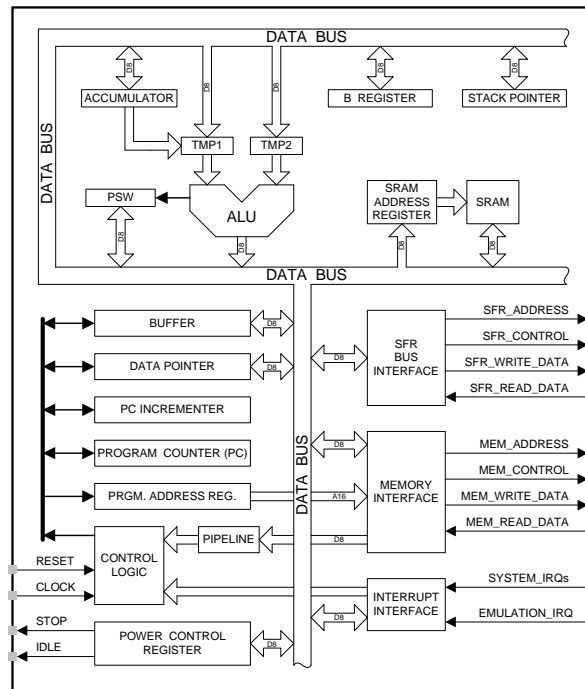 DATA BUS
D8
D8
D8
D8
D8
ACCUMULATOR
B REGISTER
STACK POINTER
DATA BUS
TMP1
TMP2
PSW
ALU
SRAM
ADDRESS
REGISTER
SRAM
D8
D8
D8
D8
DATA BUS
BUFFER
D8
SFR_ADDRESS
SFR_CONTROL
SFR
BUS
INTERFACE
D8
DATA POINTER
D8
SFR_WRITE_DATA
SFR_READ_DATA
PC INCREMENTER
DATA BUS
D8
PROGRAM COUNTER (PC)
MEM_ADDRESS
MEM_CONTROL
MEMORY
INTERFACE
PRGM. ADDRESS REG.
A16
MEM_WRITE_DATA
MEM_READ_DATA
PIPELINE
D8
RESET
CONTROL
LOGIC
CLOCK
SYSTEM_IRQs
INTERRUPT
INTERFACE
D8
EMULATION_IRQ
STOP
POWER CONTROL
REGISTER
D8
IDLE